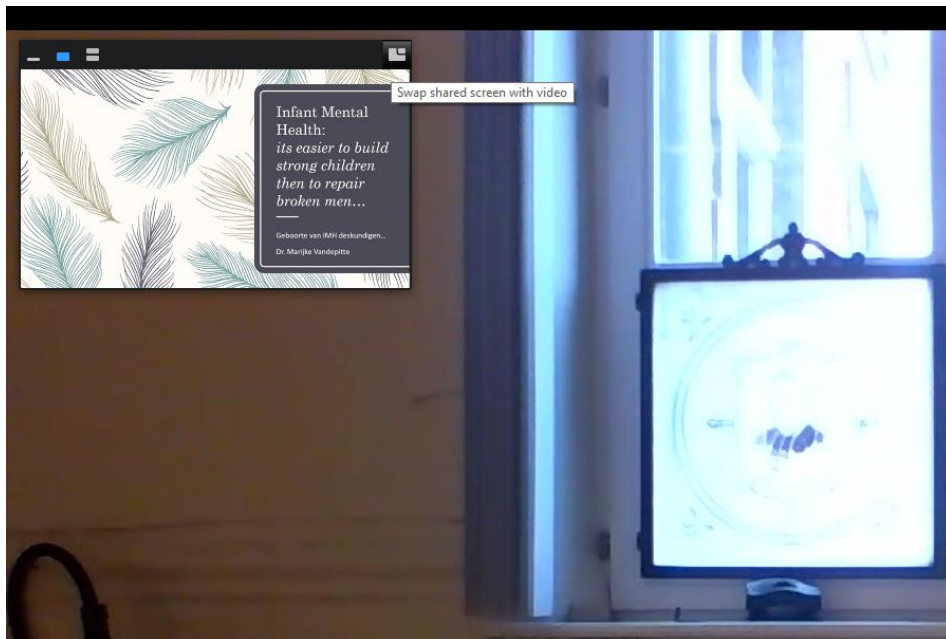 Swap shared screen with video
Infant Mental
Health:
its easier to build
strong children
then to repair
broken men…
Geboorte van IMH deskundigen…
Dr. Marijke Vandepitte